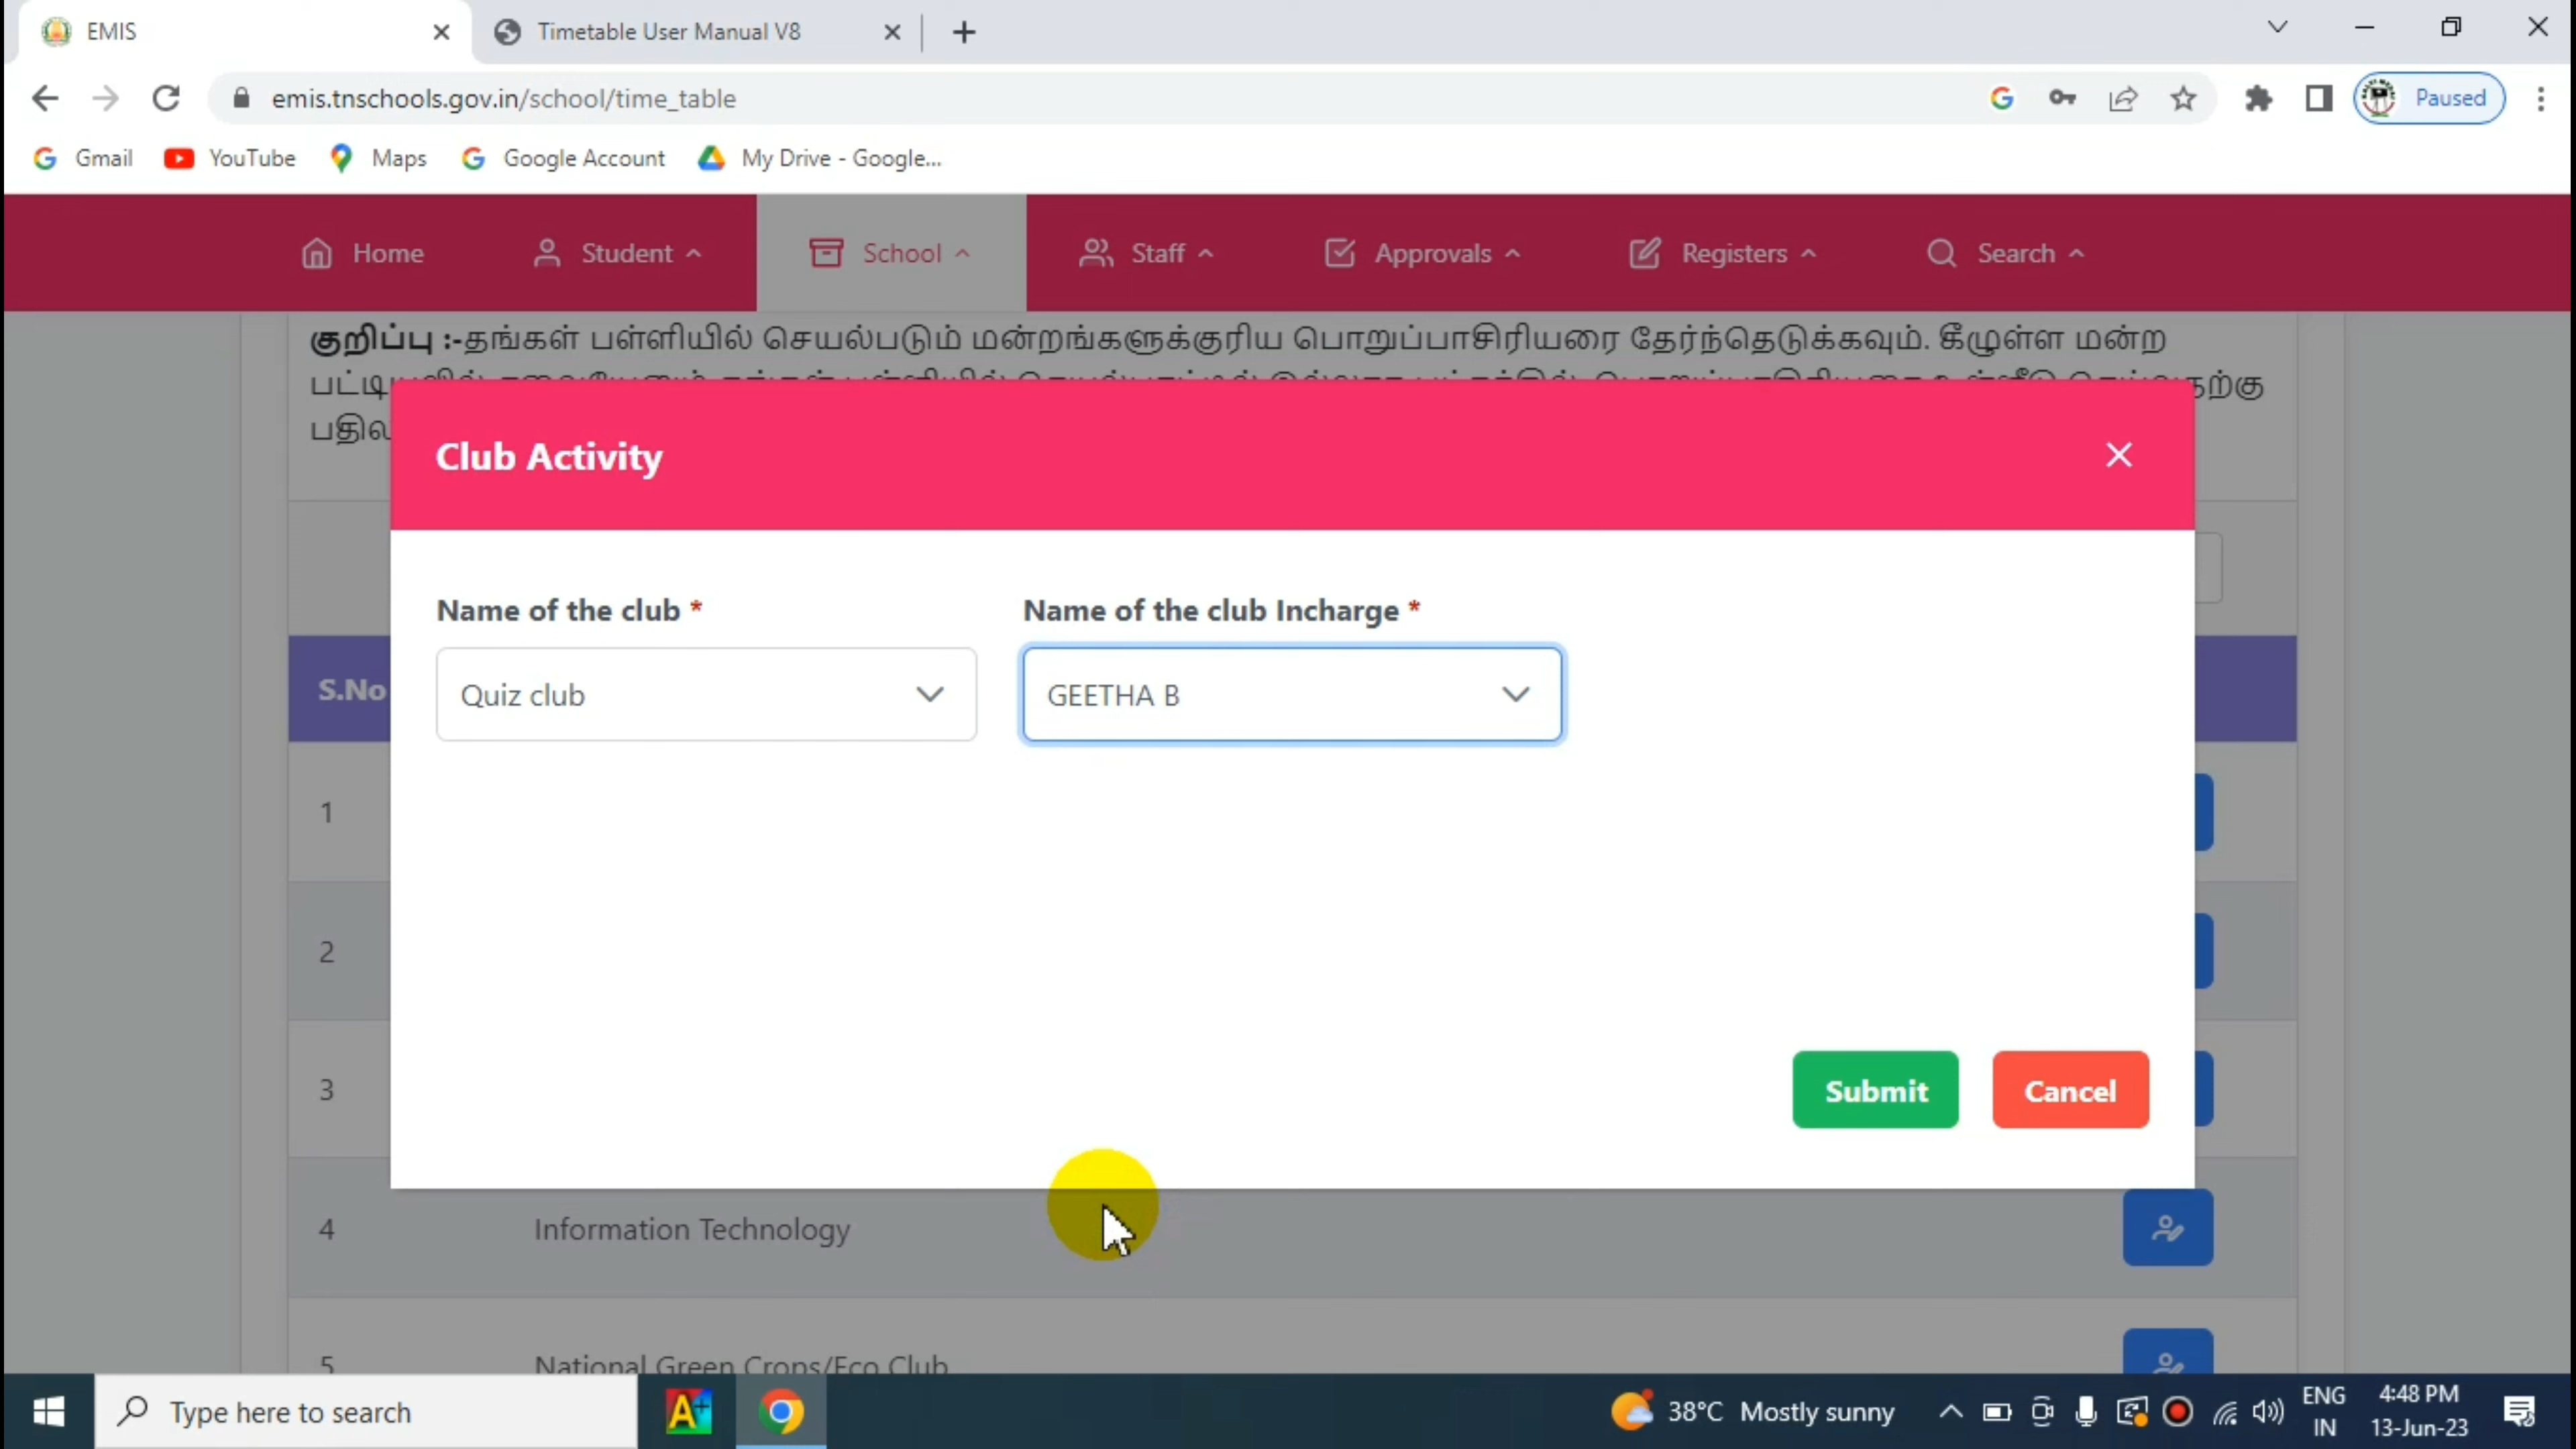 EMIS
Timetable User Manual V8
emis.tnschools.gov.in/school/time_table
Paused
Gmail YouTube Maps Google Account My Drive - Google...
Home Student School Staff Approvals Registers Search
குறிப்பு :-தங்கள் பள்ளியில் செயல்படும் மன்றங்களுக்குரிய பொறுப்பாசிரியரை தேர்ந்தெடுக்கவும். கீழுள்ள மன்ற
Club Activity
Name of the club * Name of the club Incharge *
Quiz club GEETHA B
S.No
1
2
3
Submit Cancel
4 Information Technology
5 National Green Crops/Eco Club
Type here to search
38°C Mostly sunny
ENG
IN
4:48 PM
13-Jun-23